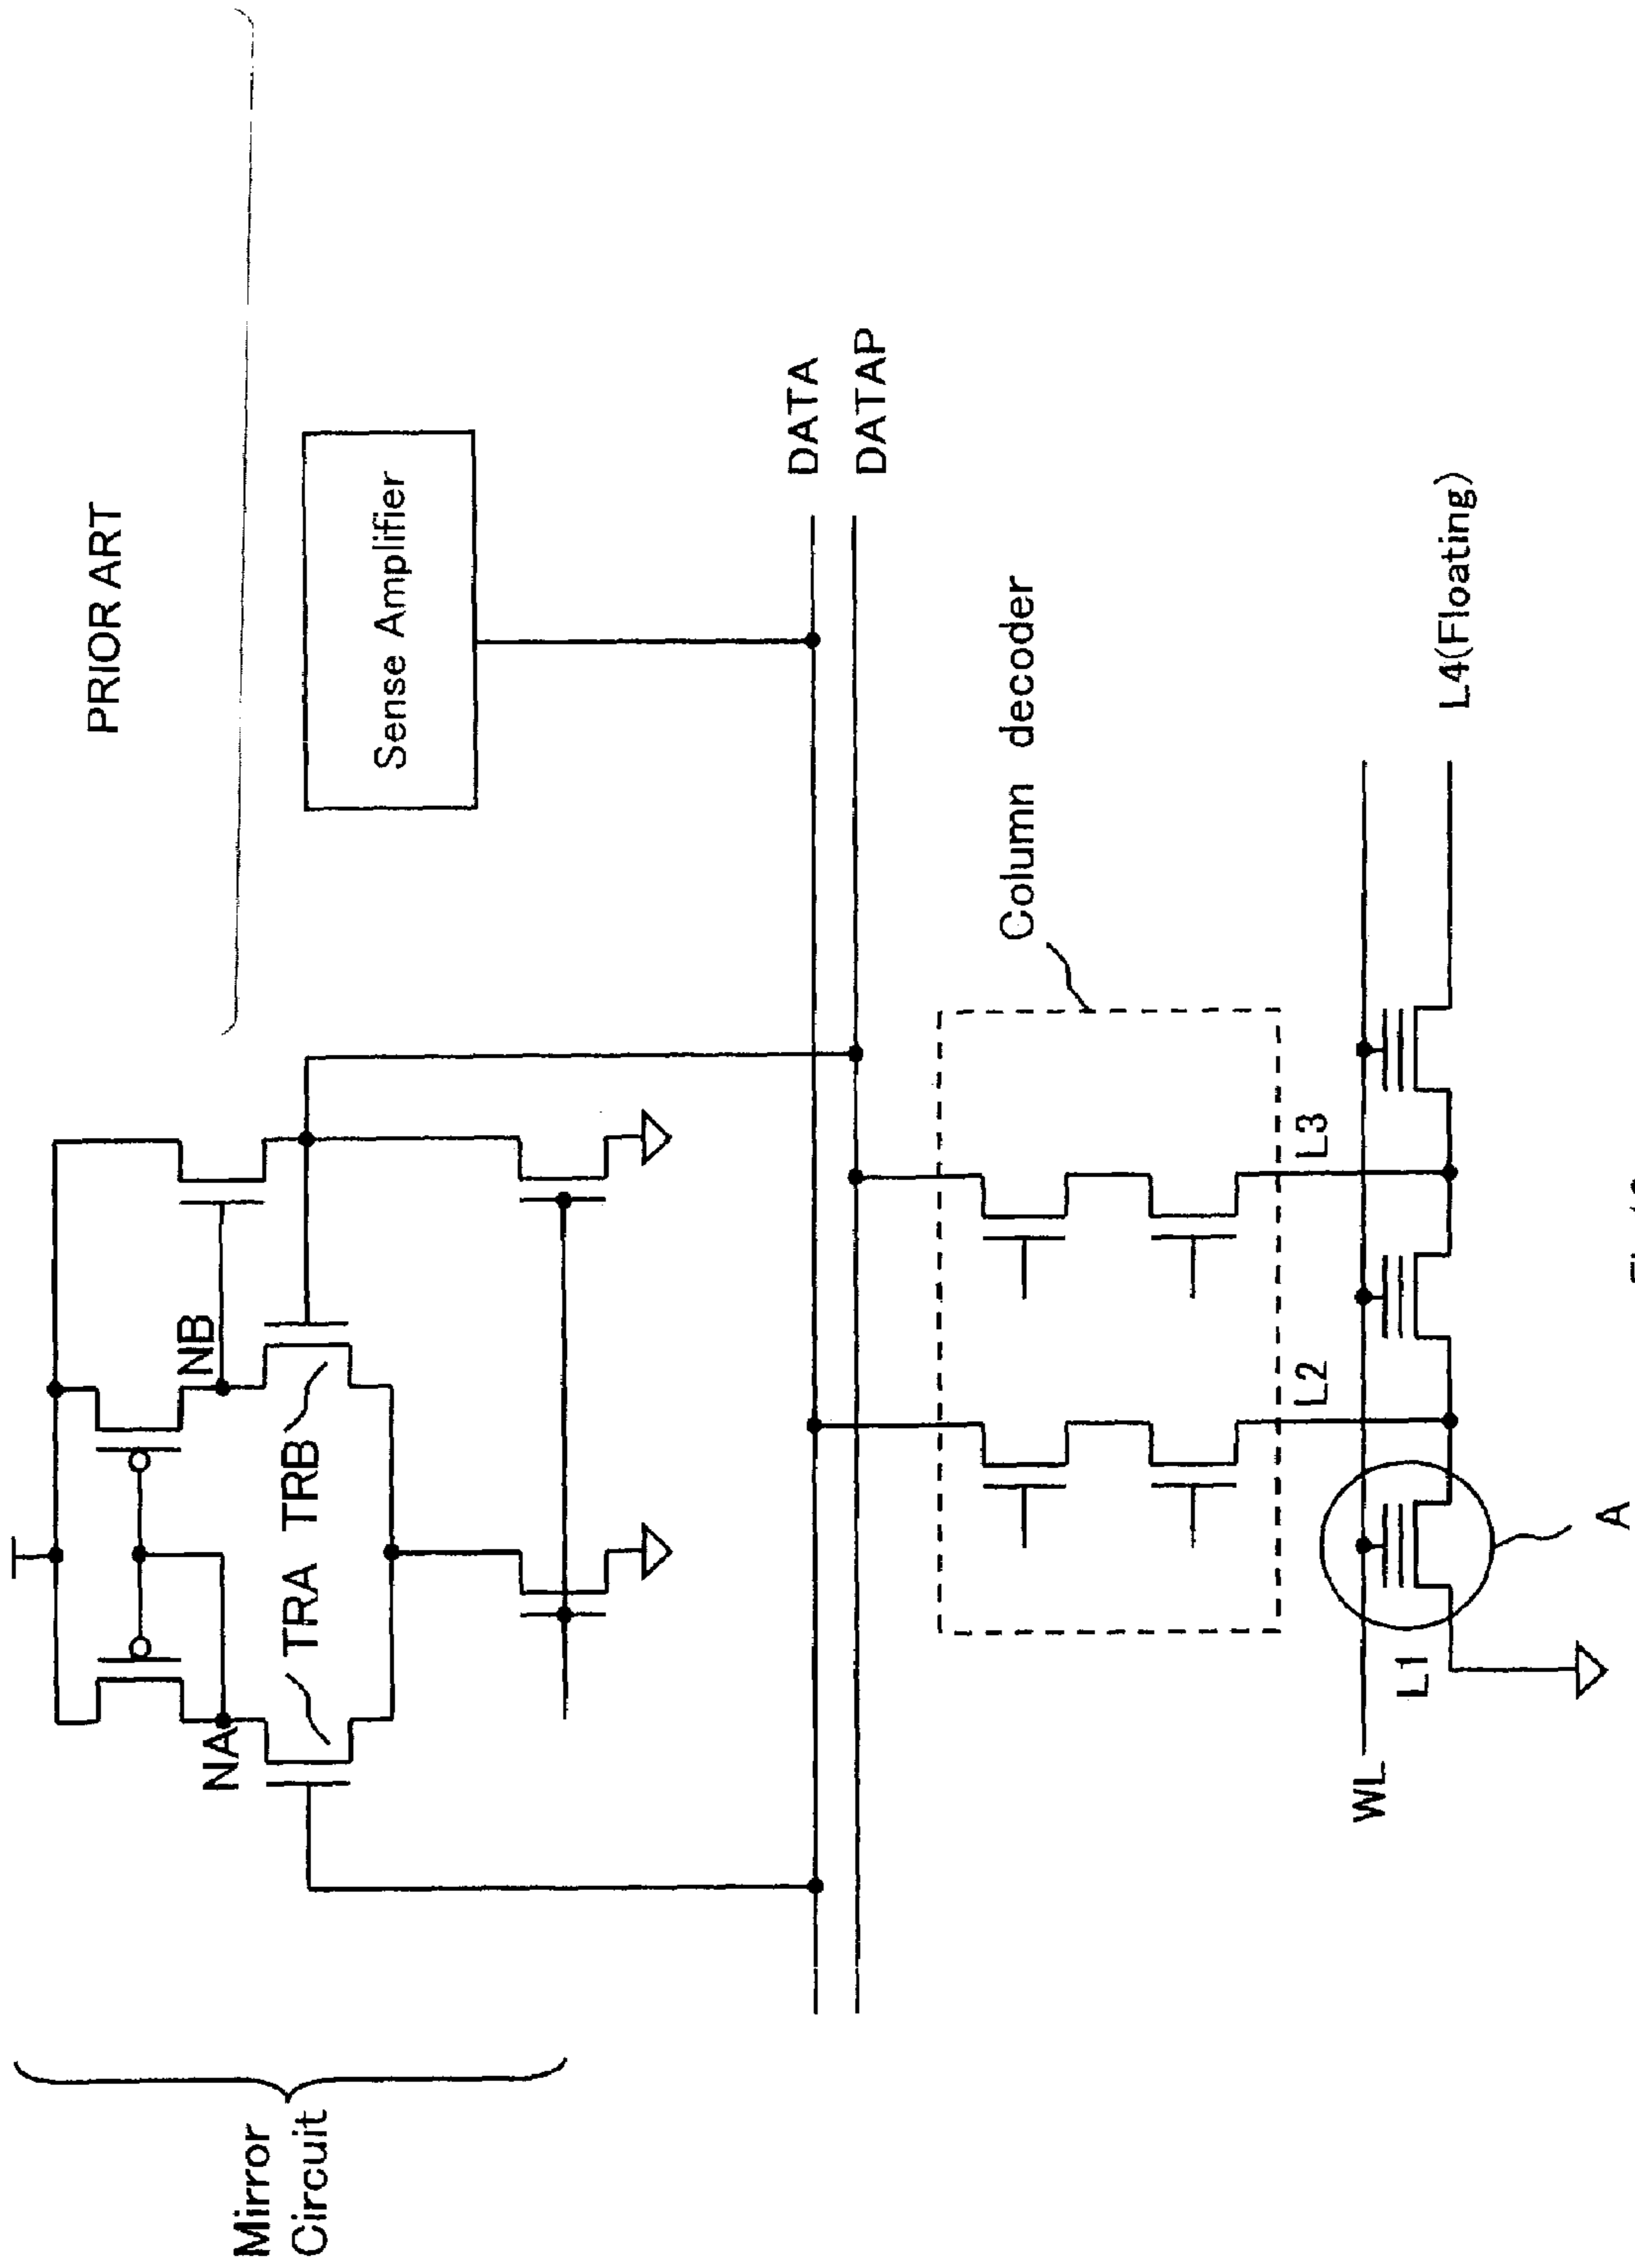 PRIOR ART
Mirror
Circuit
NA
NB
TRA TRB
Sense Amplifier
DATA
DATAP
Column decoder
L2
L3
WL
L1
L4(Floating)
A